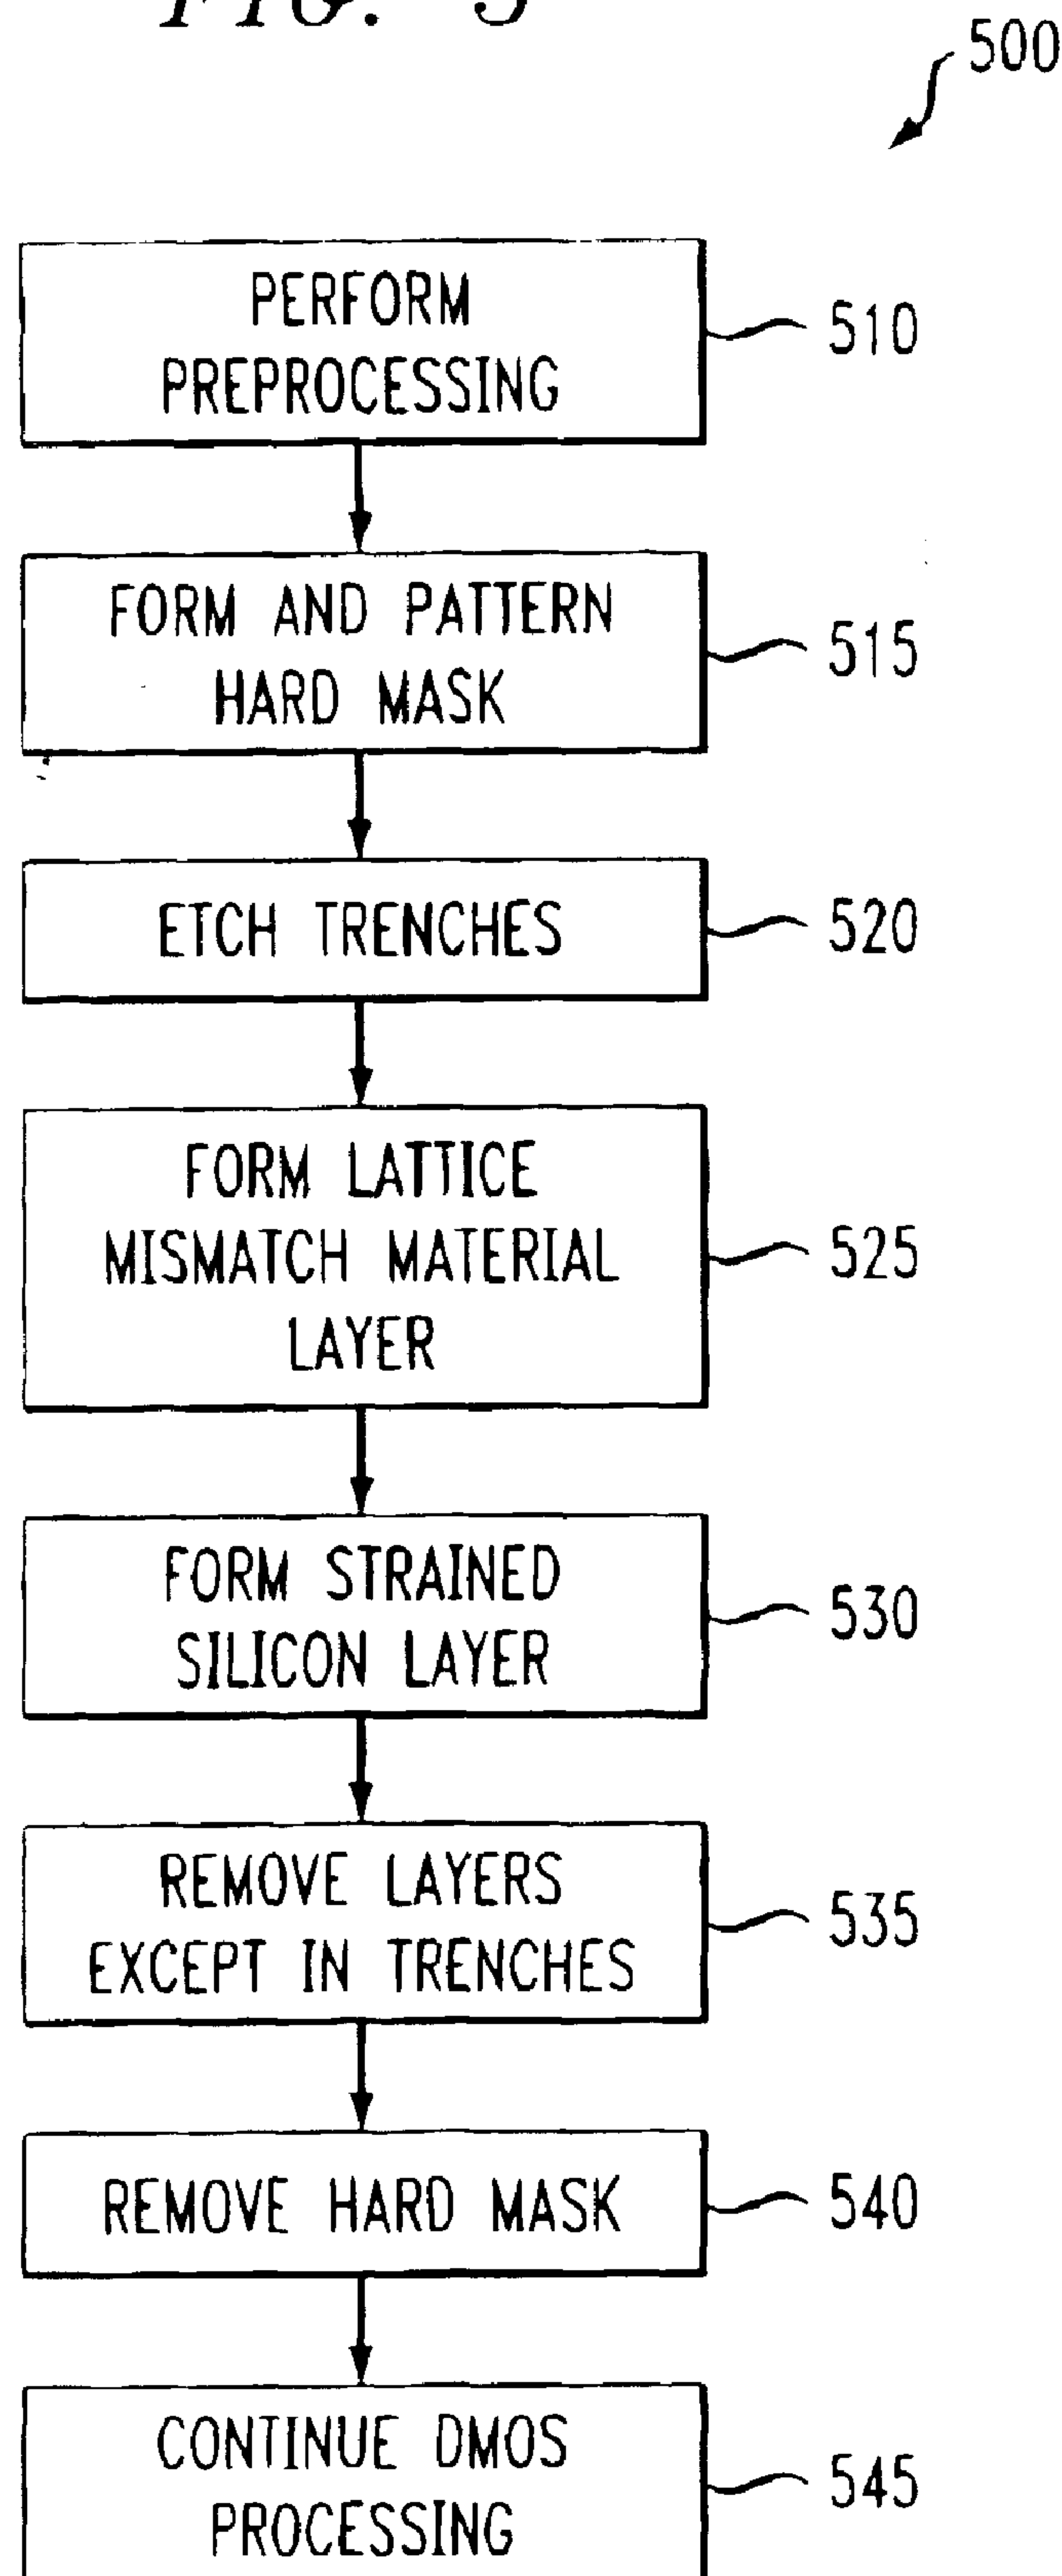 FIG. 5
500
PERFORM
PREPROCESSING
510
FORM AND PATTERN
HARD MASK
515
ETCH TRENCHES
520
FORM LATTICE
MISMATCH MATERIAL
LAYER
525
FORM STRAINED
SILICON LAYER
530
REMOVE LAYERS
EXCEPT IN TRENCHES
535
REMOVE HARD MASK
540
CONTINUE DMOS
PROCESSING
545